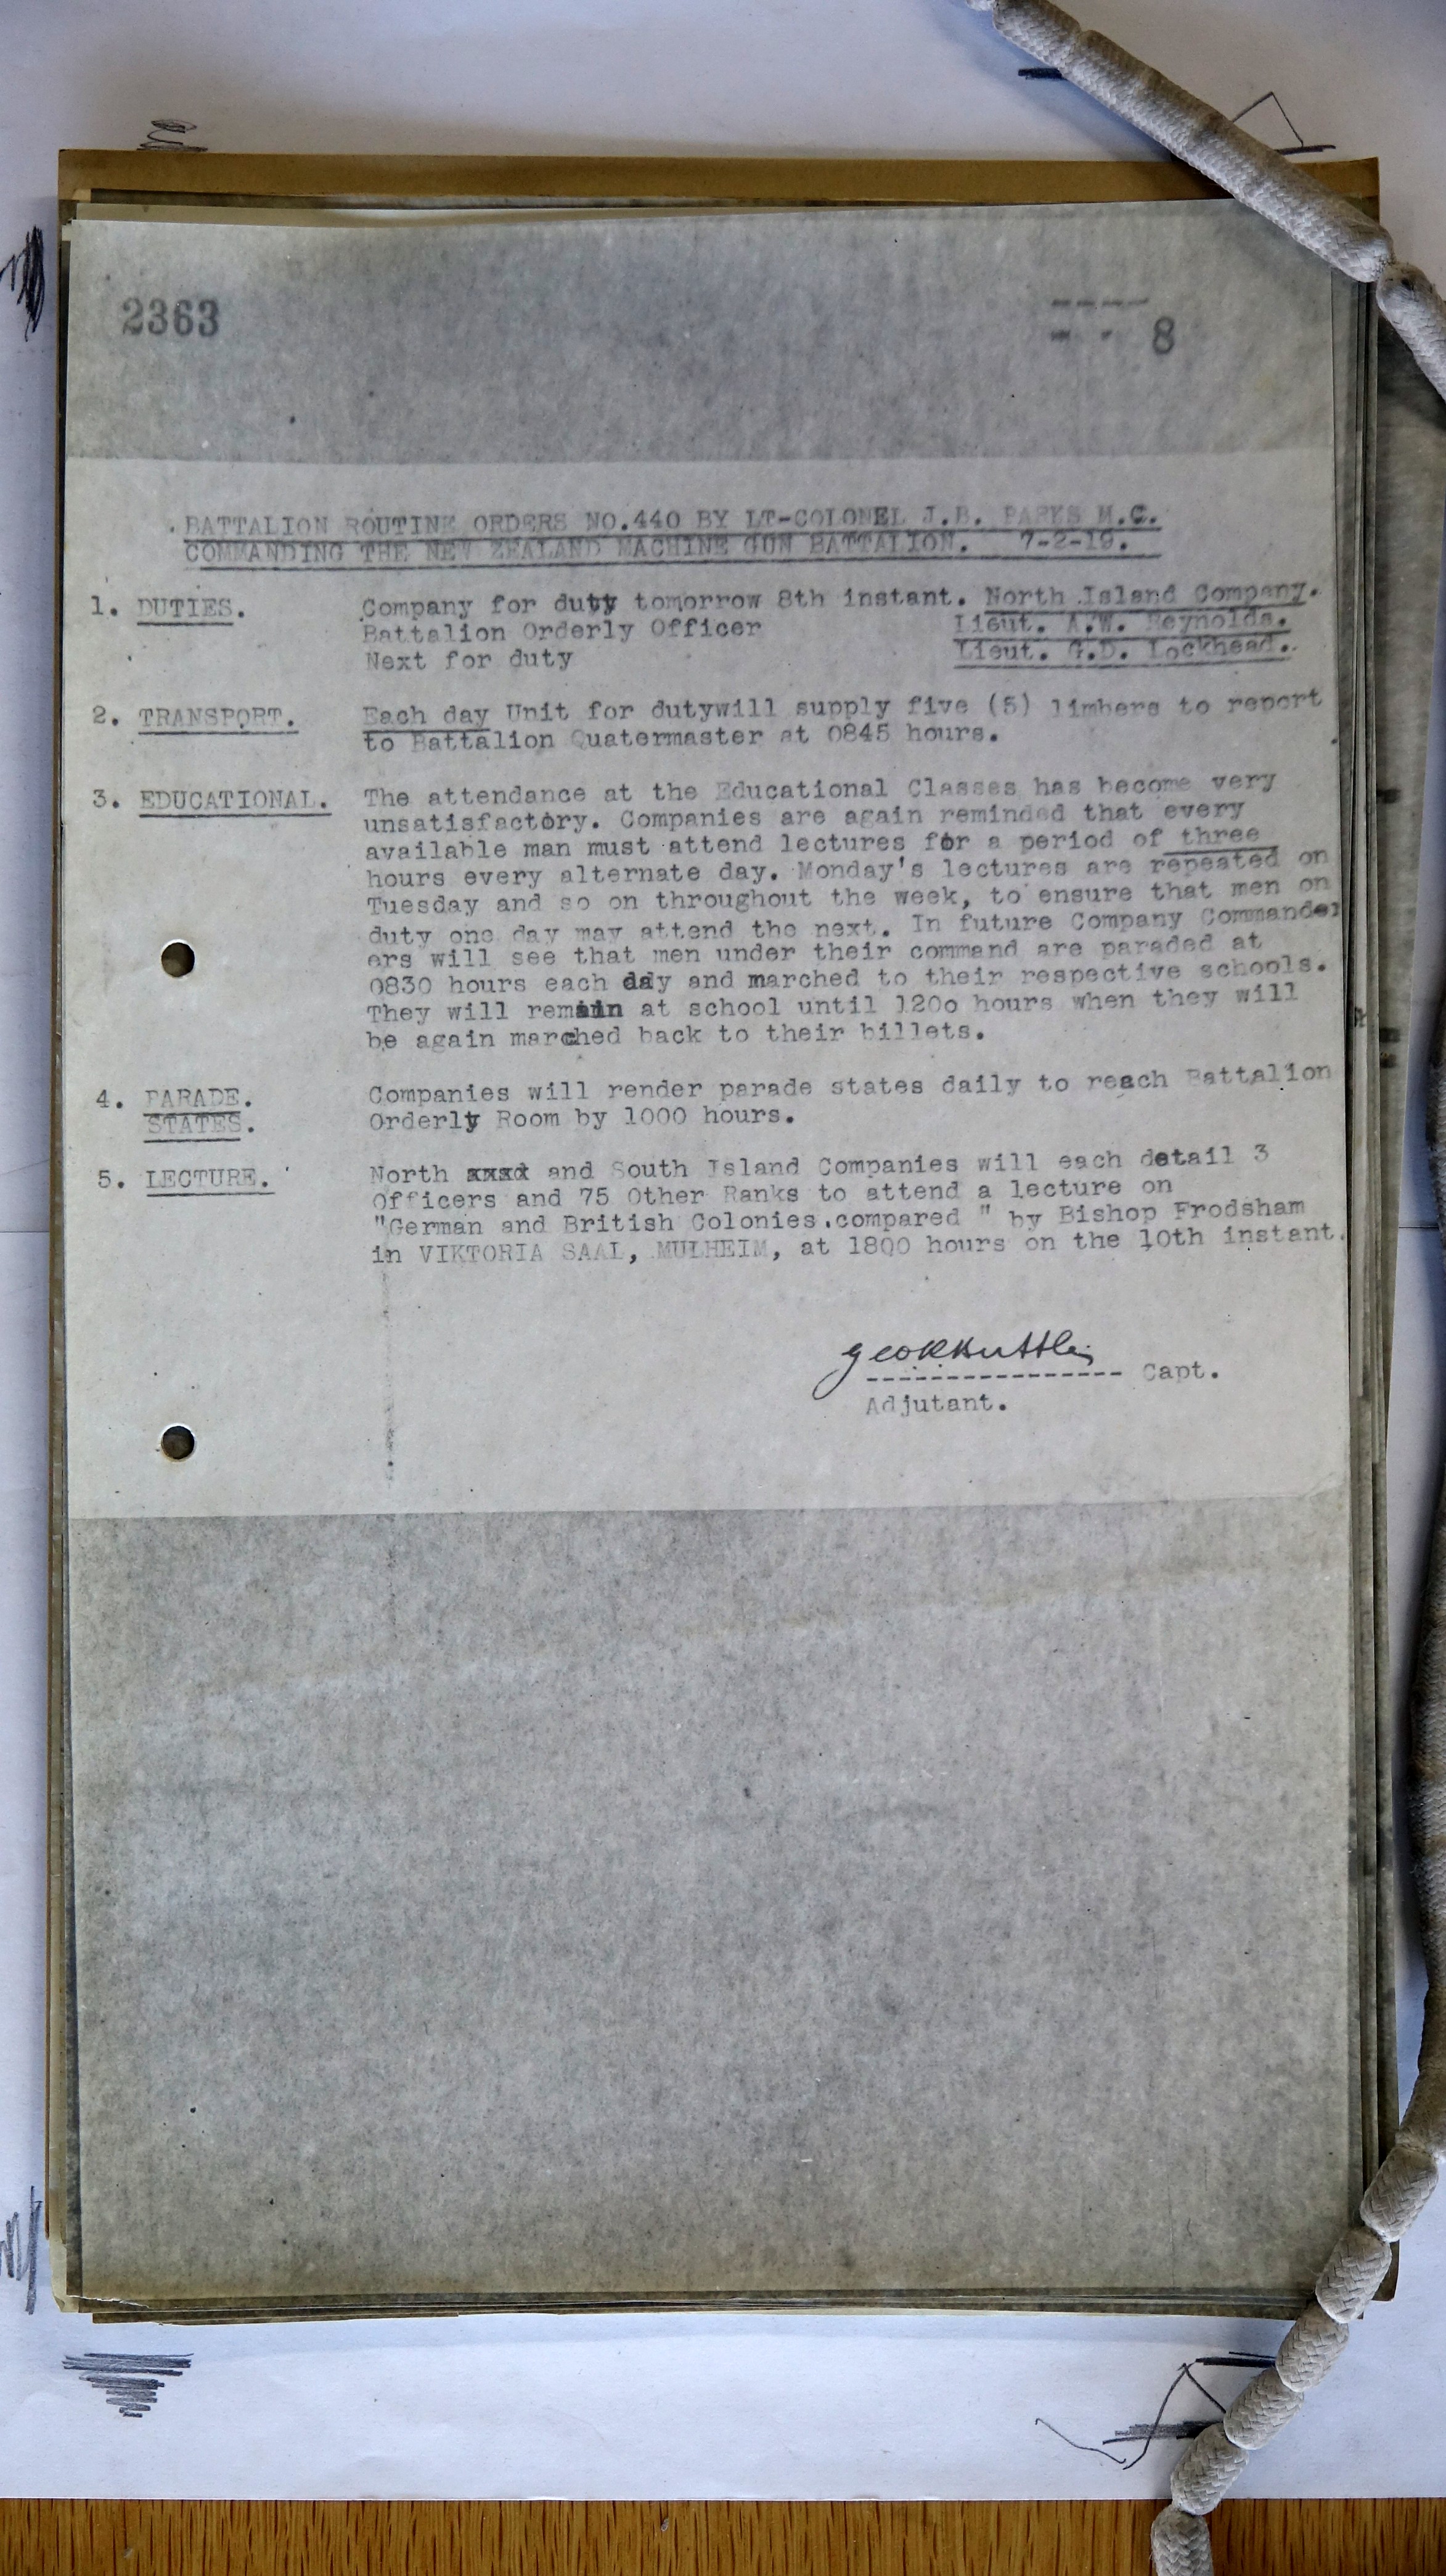 2363
8
BATTALION ROUTINE ORDERS NO.440 BY LT-COLONEL J.B. PARKS M.C.
COMMANDING THE NEW ZEALAND MACHINE GUN BATTALION. 7-2-19.
1. DUTIES. Company for duty tomorrow 8th instant. North Island Company.
Battalion Orderly Officer Lieut. A.W. Reynolds.
Next for duty Lieut. G.D. Lockhead.
2. TRANSPORT. Each day Unit for dutywill supply five (5) limbers to report
to Battalion Quatermaster at 0845 hours.
3. EDUCATIONAL. The attendance at the Educational Classes has become very
unsatisfactory. Companies are again reminded that every
available man must attend lectures for a period of three
hours every alternate day. Monday's lectures are repeated on
Tuesday and so on throughout the week, to ensure that men on
duty one day may attend the next. In future Company Commander
ers will see that men under their command are paraded at
0830 hours each day and marched to their respective schools.
They will remain at school until 120o hours when they will
be again marched back to their billets.
4. PARADE. Companies will render parade states daily to reach Battalion
STATES. Orderly Room by 1000 hours.
5. LECTURE. North and South Island Companies will each detail 3
Officers and 75 Other Ranks to attend a lecture on
"German and British Colonies.compared " by Bishop Frodsham
in VIKTORIA SAAL, MULHEIM, at 1800 hours on the 10th instant.
Capt.
Adjutant.